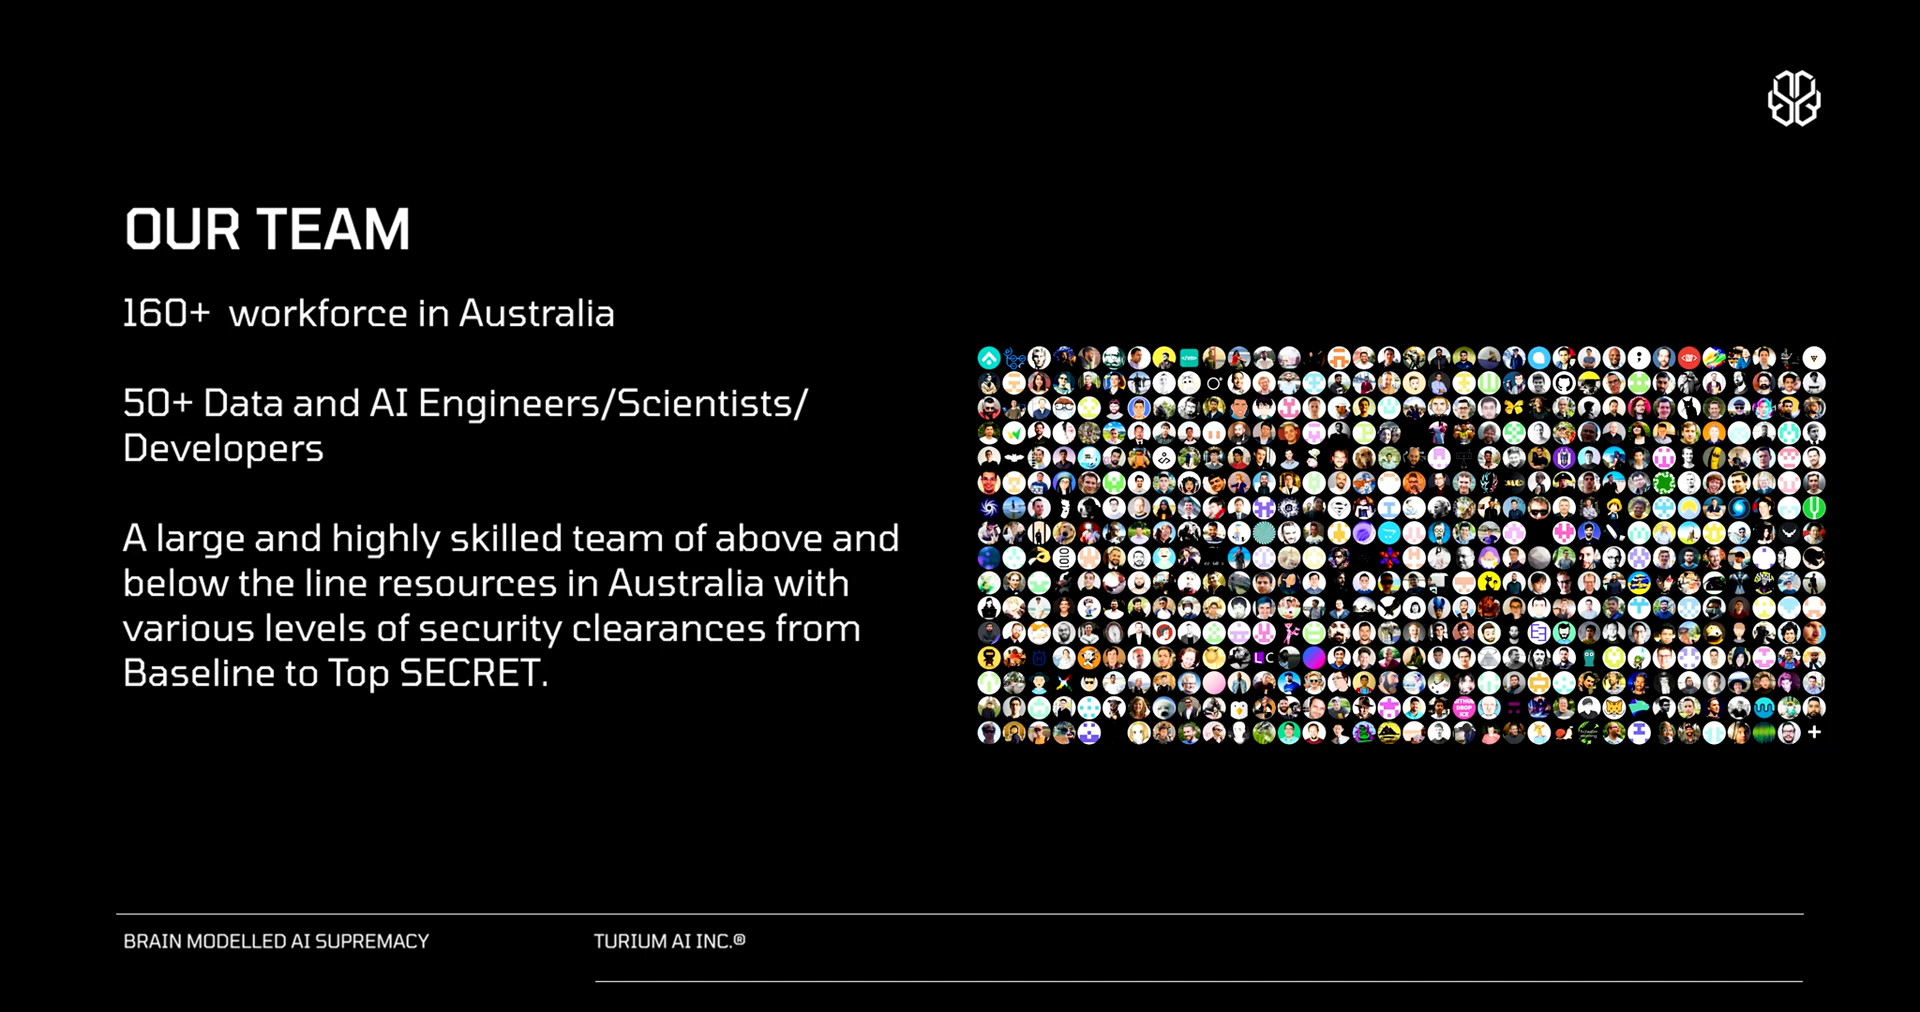 OUR TEAM
160+ workforce in Australia
50+ Data and AI Engineers/Scientists/
Developers
A large and highly skilled team of above and
below the line resources in Australia with
various levels of security clearances from
Baseline to Top SECRET.
LC
BRAIN MODELLED AI SUPREMACY
TURIUM AI INC.®